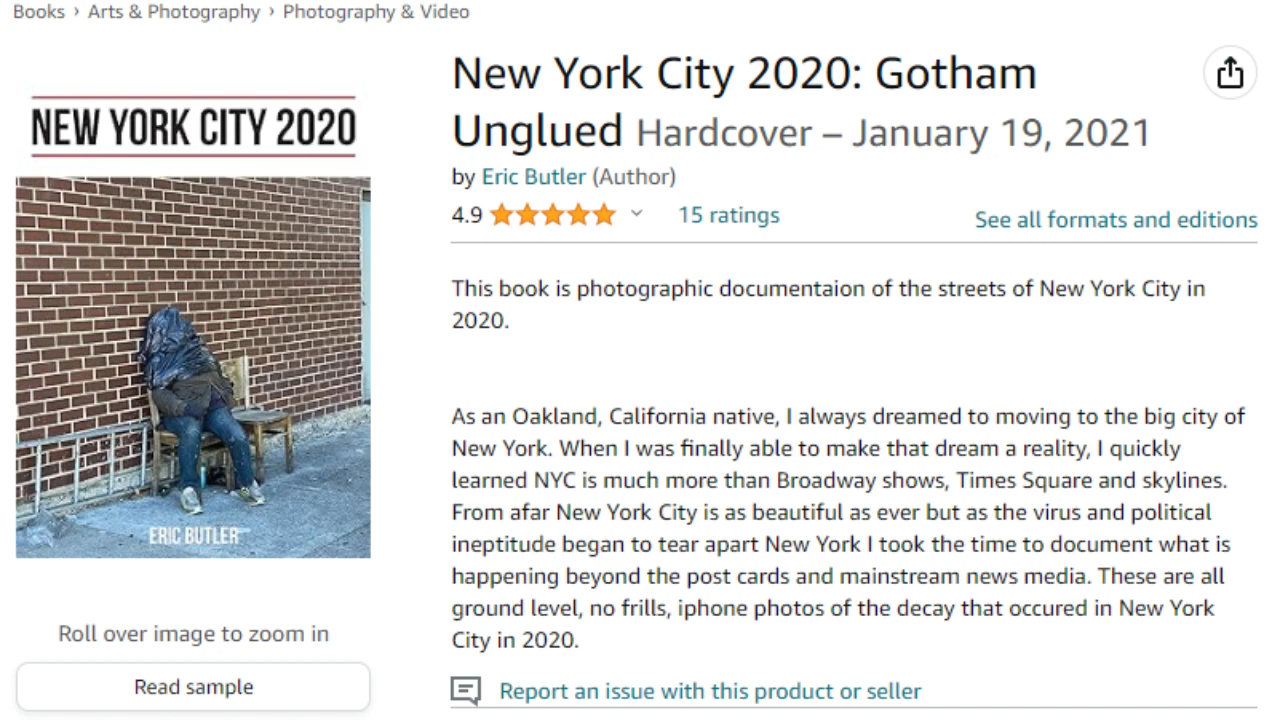 Books › Arts & Photography › Photography & Video
NEW YORK CITY 2020
ERIC BUTLER
Roll over image to zoom in
Read sample
New York City 2020: Gotham
Unglued Hardcover – January 19, 2021
by Eric Butler (Author)
4.9 15 ratings See all formats and editions
This book is photographic documentaion of the streets of New York City in
2020.
As an Oakland, California native, I always dreamed to moving to the big city of
New York. When I was finally able to make that dream a reality, I quickly
learned NYC is much more than Broadway shows, Times Square and skylines.
From afar New York City is as beautiful as ever but as the virus and political
ineptitude began to tear apart New York I took the time to document what is
happening beyond the post cards and mainstream news media. These are all
ground level, no frills, iphone photos of the decay that occured in New York
City in 2020.
Report an issue with this product or seller